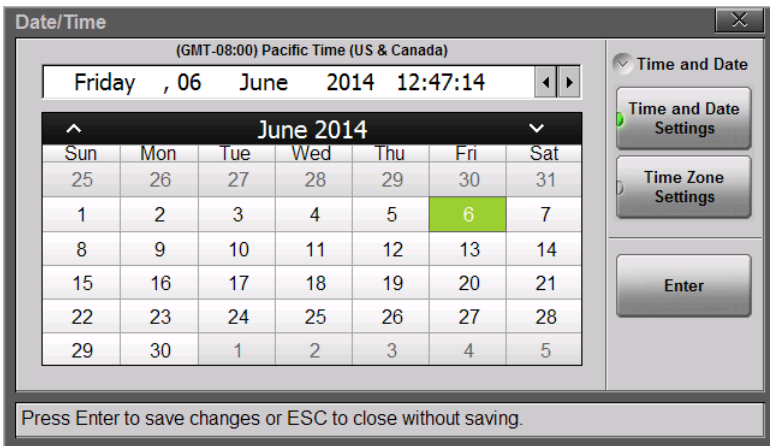 Date/Time
(GMT-08:00) Pacific Time (US & Canada)
Friday , 06 June 2014 12:47:14
June 2014
Sun Mon Tue Wed Thu Fri Sat
25 26 27 28 29 30 31
1 2 3 4 5 6 7
8 9 10 11 12 13 14
15 16 17 18 19 20 21
22 23 24 25 26 27 28
29 30 1 2 3 4 5
Time and Date
Time and Date
Settings
Time Zone
Settings
Enter
Press Enter to save changes or ESC to close without saving.